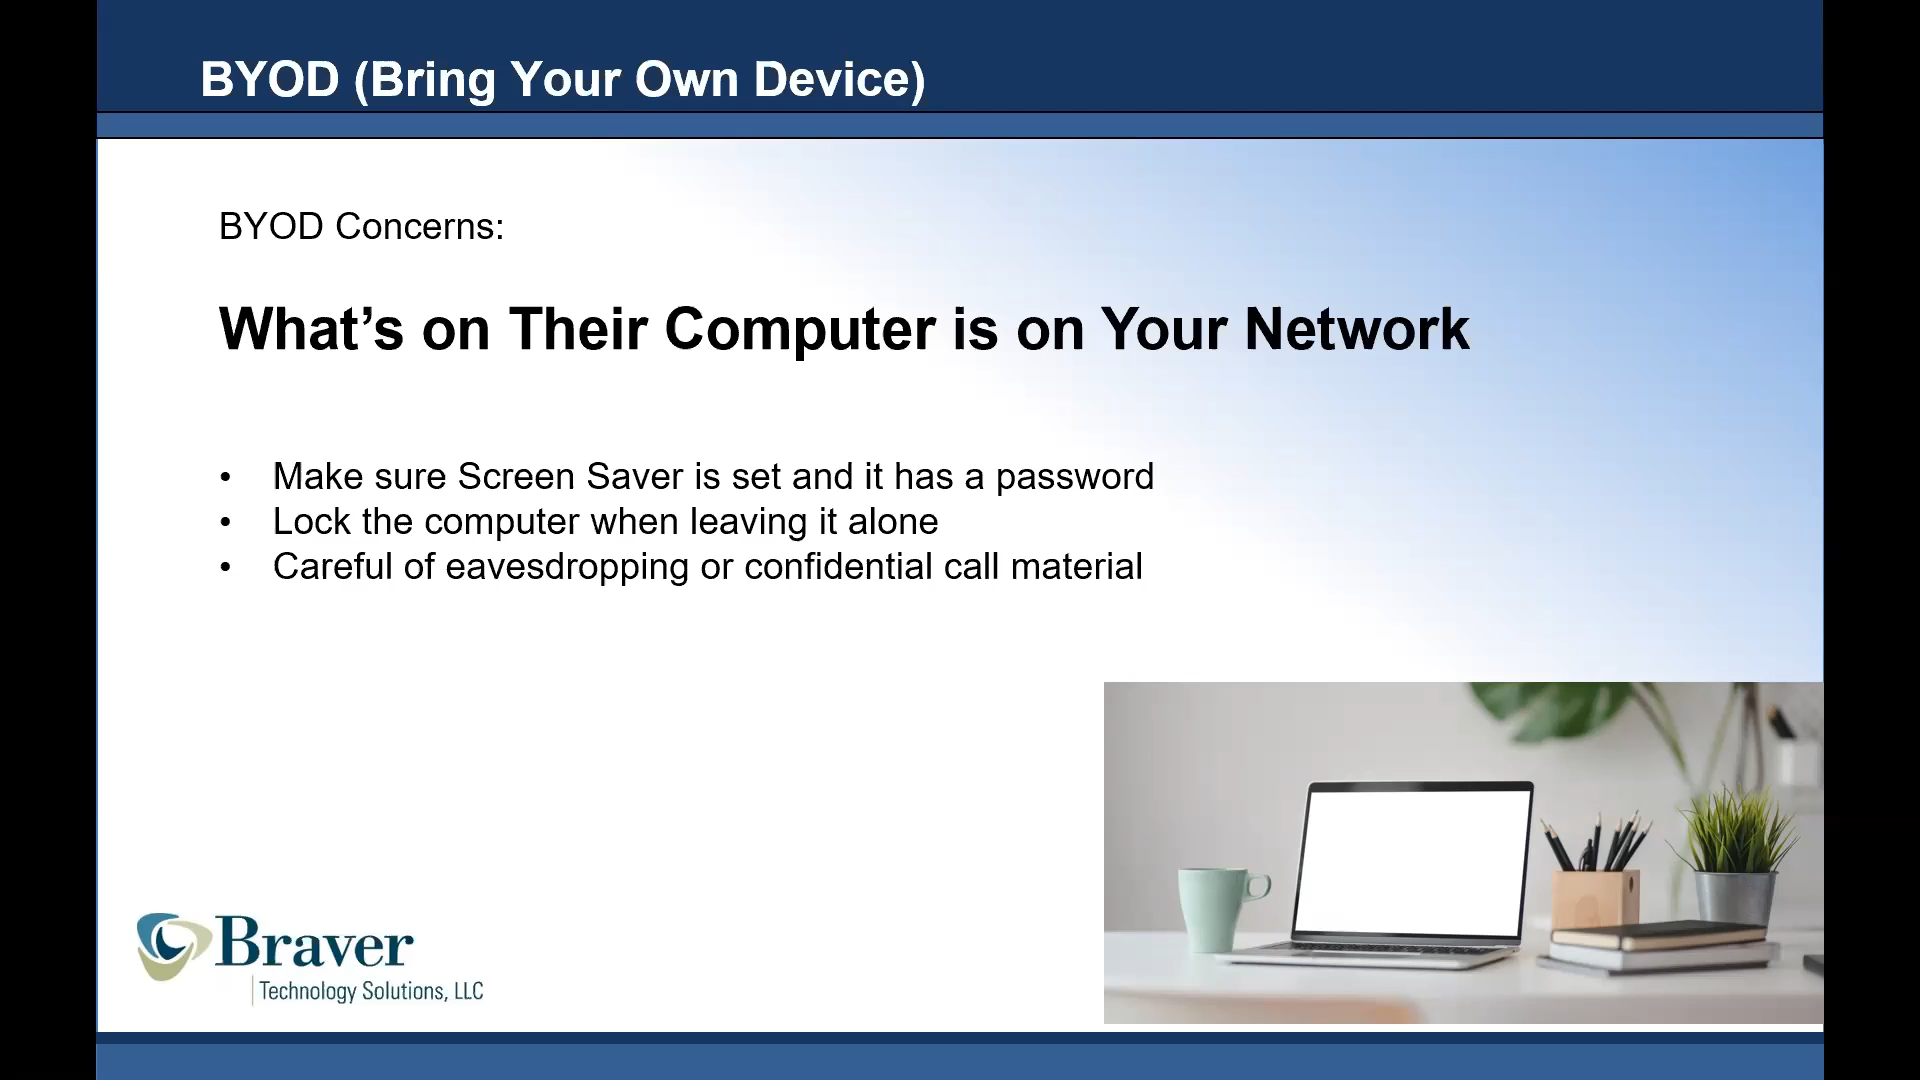 BYOD (Bring Your Own Device)
BYOD Concerns:
What’s on Their Computer is on Your Network
• Make sure Screen Saver is set and it has a password
• Lock the computer when leaving it alone
• Careful of eavesdropping or confidential call material
Braver
Technology Solutions, LLC